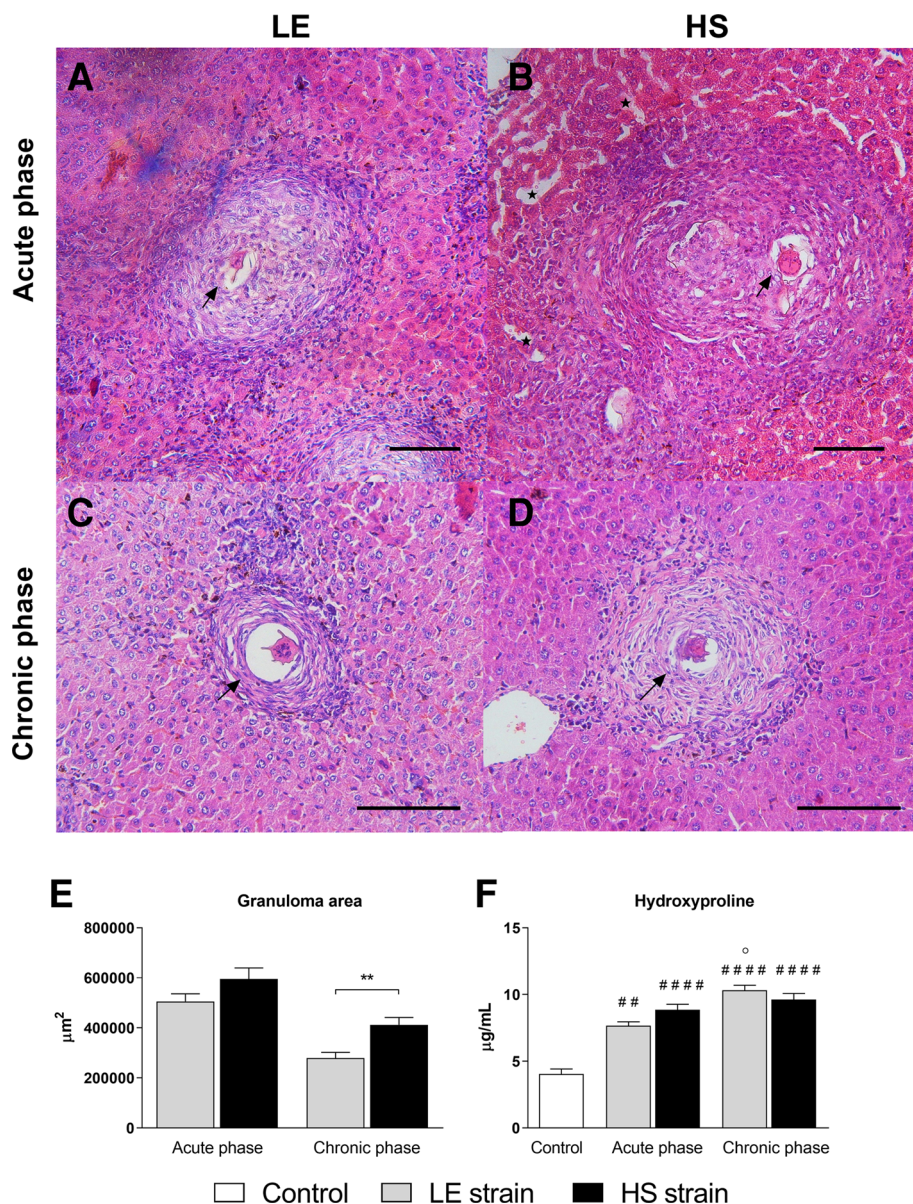 LE HS
Acute phase
A B
Chronic phase
C D
E
Granuloma area
800000
600000
400000
200000
0
µm2
**
Acute phase Chronic phase
F
Hydroxyproline
15
10
5
0
µg/mL
°
# # # # # # # # # # # # # #
Control Acute phase Chronic phase
Control LE strain HS strain